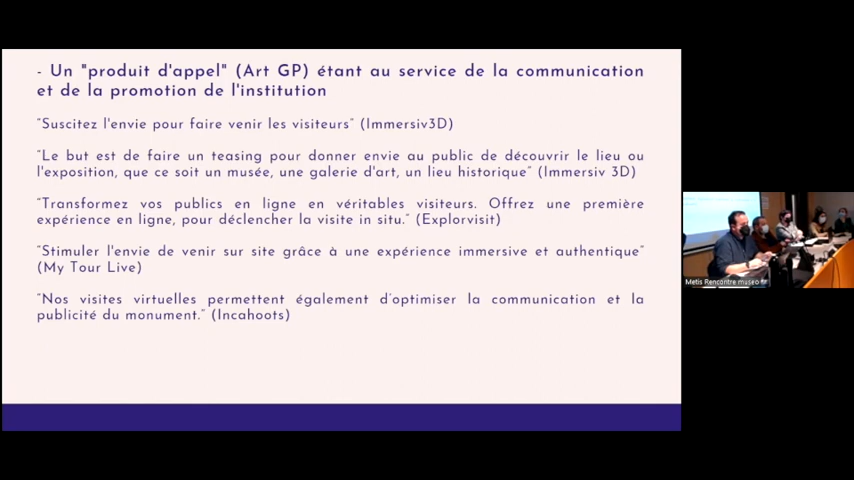 - Un "produit d'appel" (Art GP) étant au service de la communication
et de la promotion de l'institution
"Suscitez l'envie pour faire venir les visiteurs" (Immersiv3D)
"Le but est de faire un teasing pour donner envie au public de découvrir le lieu ou
l'exposition, que ce soit un musée, une galerie d'art, un lieu historique" (Immersiv 3D)
"Transformez vos publics en ligne en véritables visiteurs. Offrez une première
expérience en ligne, pour déclencher la visite in situ." (Explorvisit)
"Stimuler l'envie de venir sur site grâce à une expérience immersive et authentique"
(My Tour Live)
"Nos visites virtuelles permettent également d'optimiser la communication et la
publicité du monument." (Incahoots)
Metis Rencontre museo